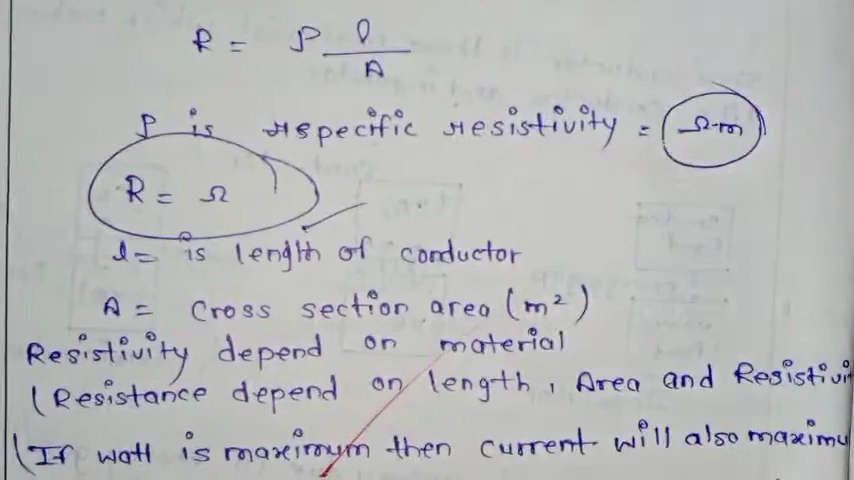 R = ρ l
A
ρ is specific resistivity = Ω-m
R = Ω
l = is length of conductor
A = cross section area (m²)
Resistivity depend on material
(Resistance depend on length, Area and Resistivi
(If watt is maximum then current will also maximu